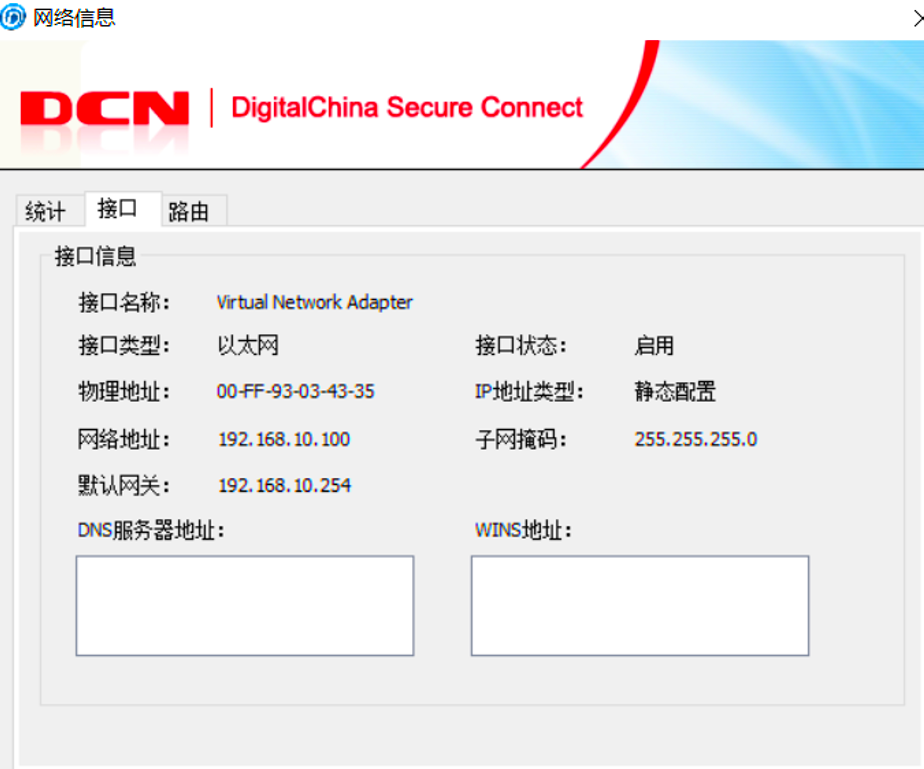 网络信息
DCN DigitalChina Secure Connect
统计 接口 路由
接口信息
接口名称： Virtual Network Adapter
接口类型： 以太网 接口状态： 启用
物理地址： 00-FF-93-03-43-35 IP地址类型： 静态配置
网络地址： 192.168.10.100 子网掩码： 255.255.255.0
默认网关： 192.168.10.254
DNS服务器地址： WINS地址：